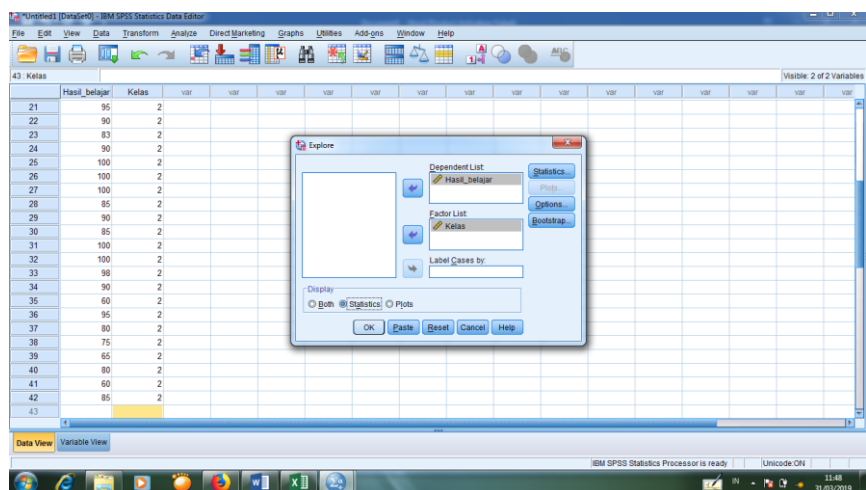 *Untitled1 [DataSet0] - IBM SPSS Statistics Data Editor
File Edit View Data Transform Analyze Direct Marketing Graphs Utilities Add-ons Window Help
43 : Kelas
Visible: 2 of 2 Variables
Hasil_belajar Kelas var var var var var var var var var var var var var
21 95 2
22 90 2
23 83 2
24 90 2
25 100 2
26 100 2
27 100 2
28 85 2
29 90 2
30 85 2
31 100 2
32 100 2
33 98 2
34 90 2
35 60 2
36 95 2
37 80 2
38 75 2
39 65 2
40 80 2
41 60 2
42 85 2
43
Explore
Dependent List:
Hasil_belajar
Factor List:
Kelas
Label Cases by:
Statistics...
Plots...
Options...
Bootstrap...
Display
Both Statistics Plots
OK Paste Reset Cancel Help
Data View Variable View
IBM SPSS Statistics Processor is ready Unicode:ON
IN 11:48
31/03/2019